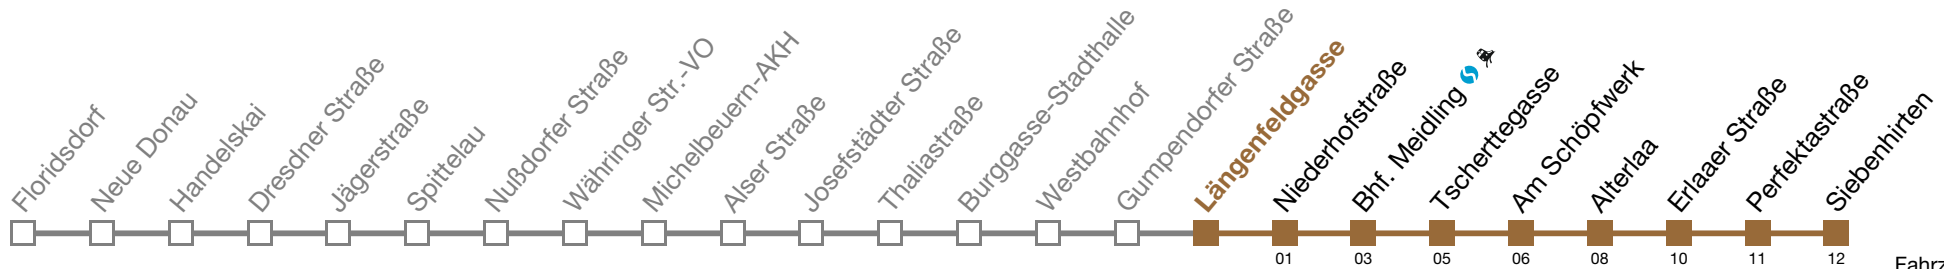 Floridsdorf
Neue Donau
Handelskai
Dresdner Straße
Jägerstraße
Spittelau
Nußdorfer Straße
Währinger Str.-VO
Michelbeuern-AKH
Alser Straße
Josefstädter Straße
Thaliastraße
Burggasse-Stadthalle
Westbahnhof
Gumpendorfer Straße
Längenfeldgasse
Niederhofstraße
Bhf. Meidling
Tscherttegasse
Am Schöpfwerk
Alterlaa
Erlaaer Straße
Perfektastraße
Siebenhirten
01 03 05 06 08 10 11 12